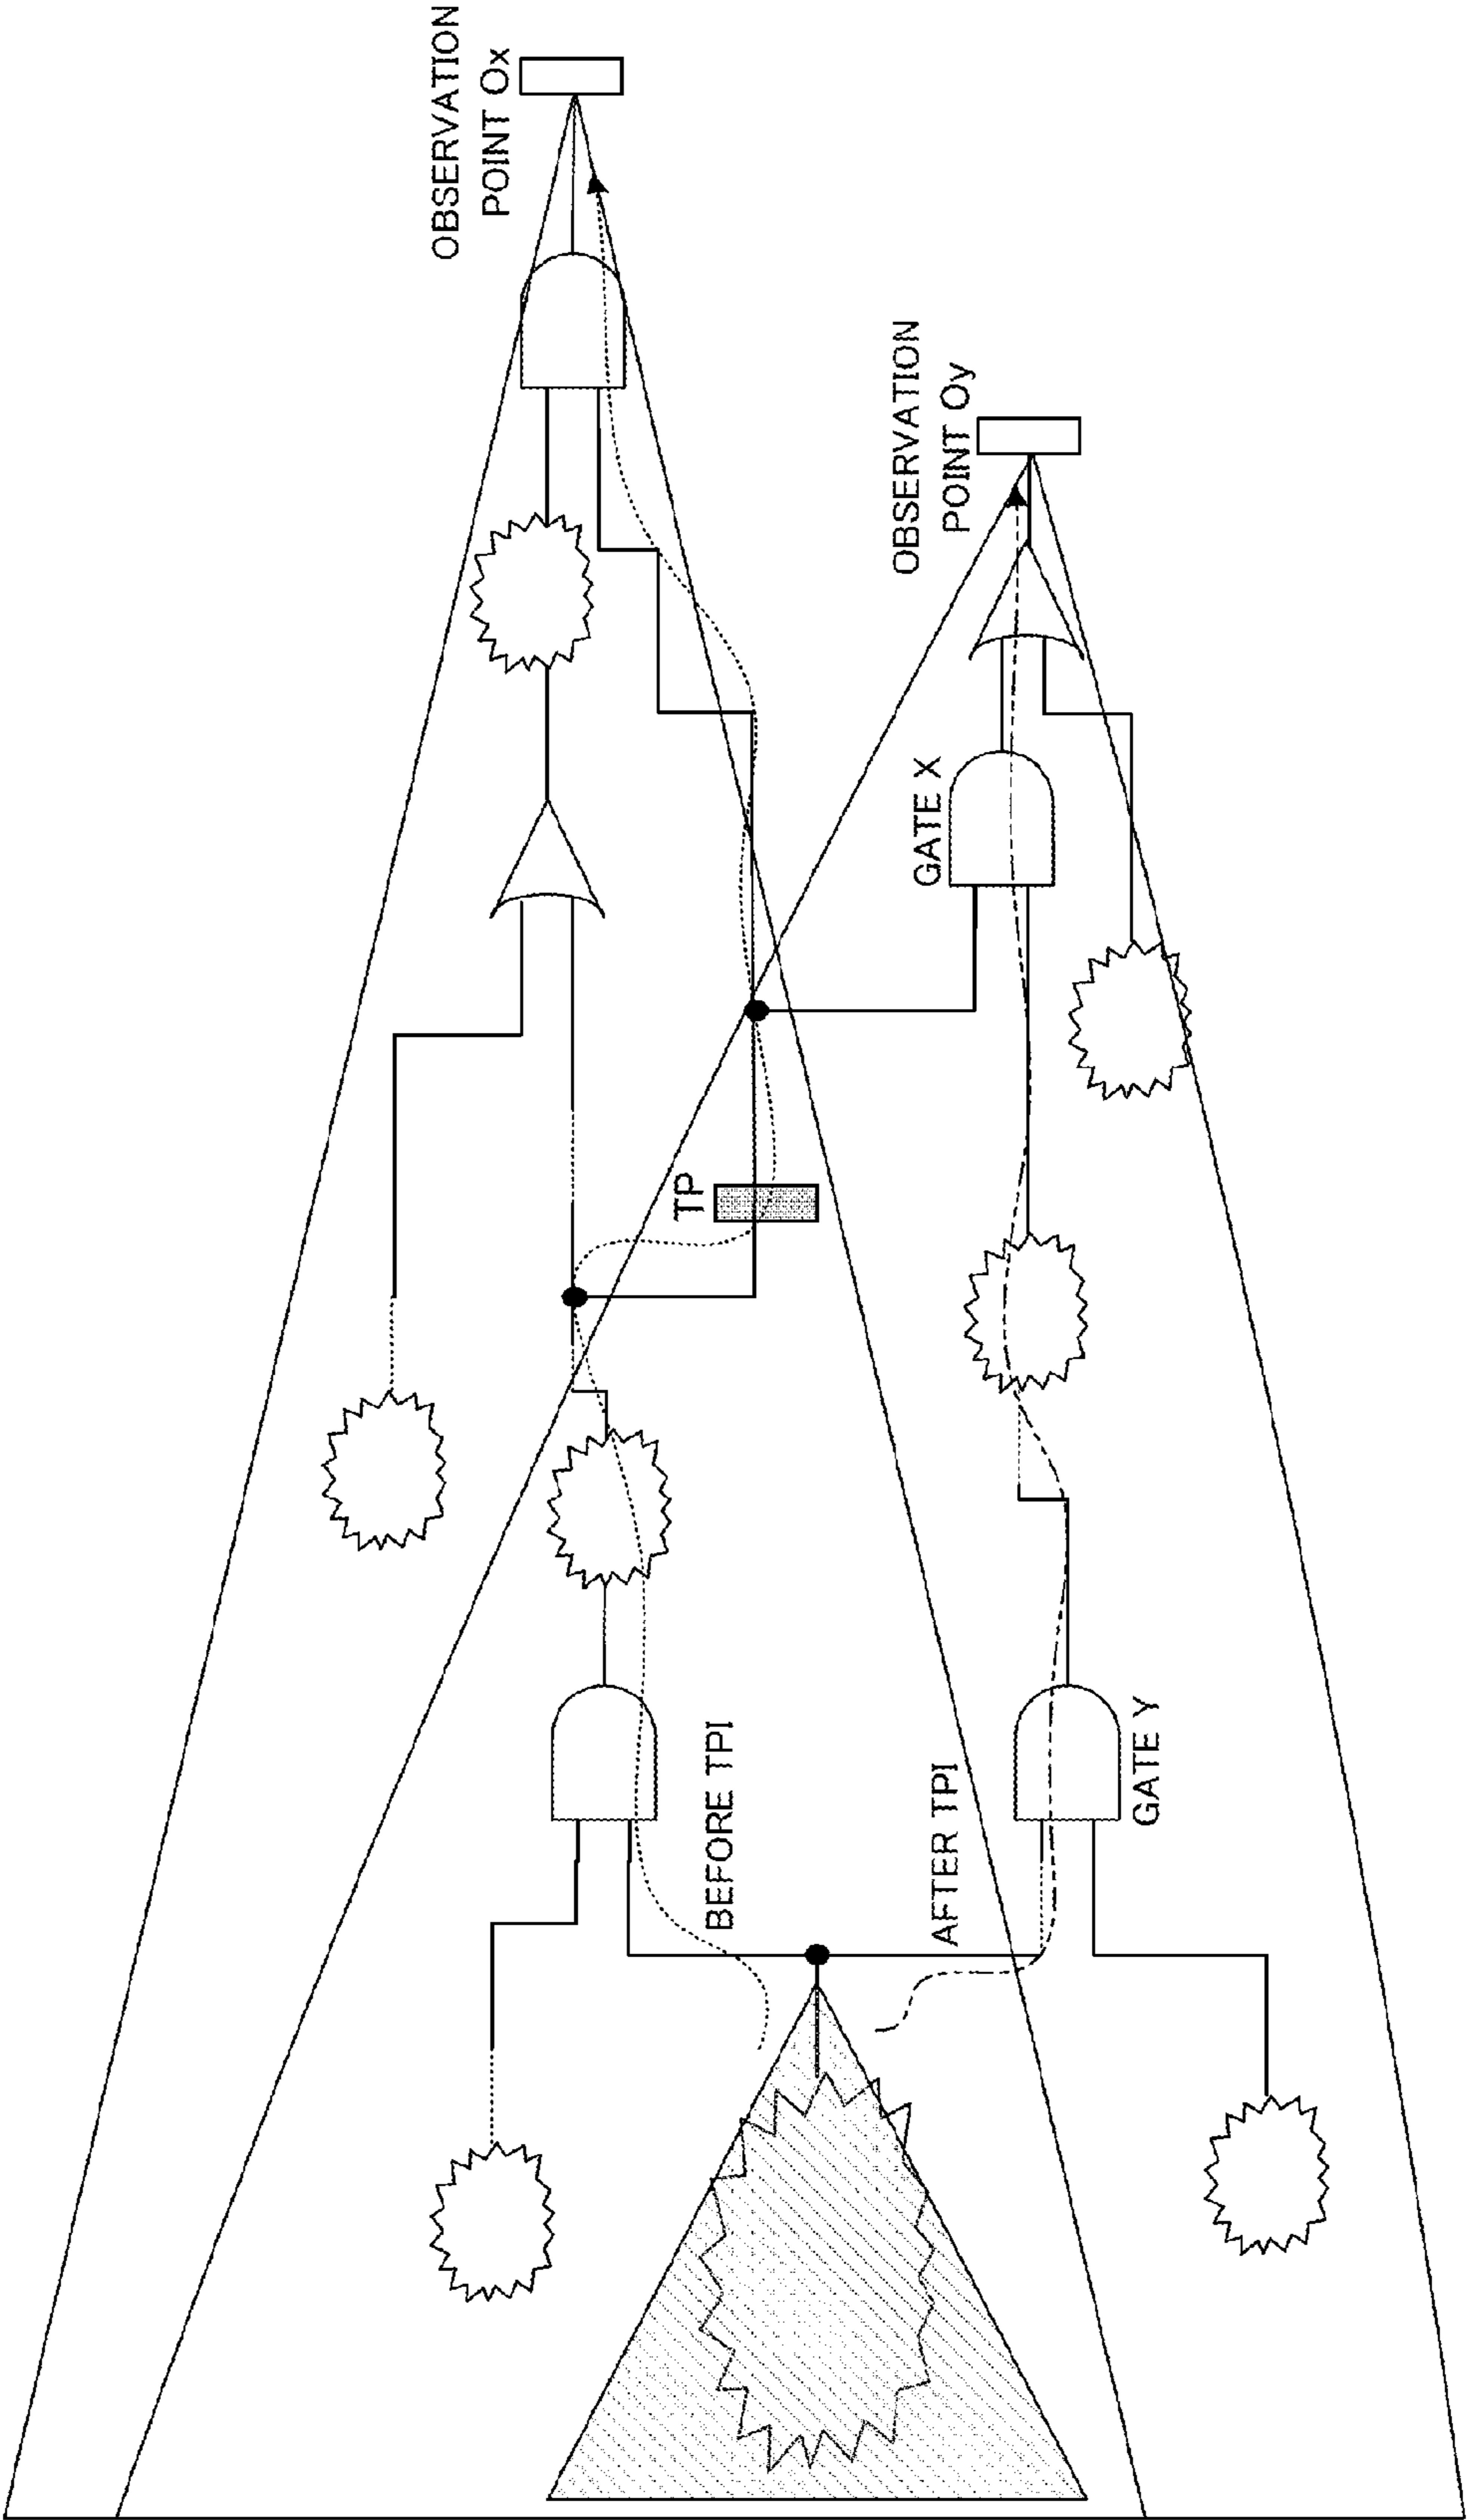 OBSERVATION
POINT Ox
OBSERVATION
POINT Oy
GATE X
TP
BEFORE TPI
AFTER TPI
GATE Y